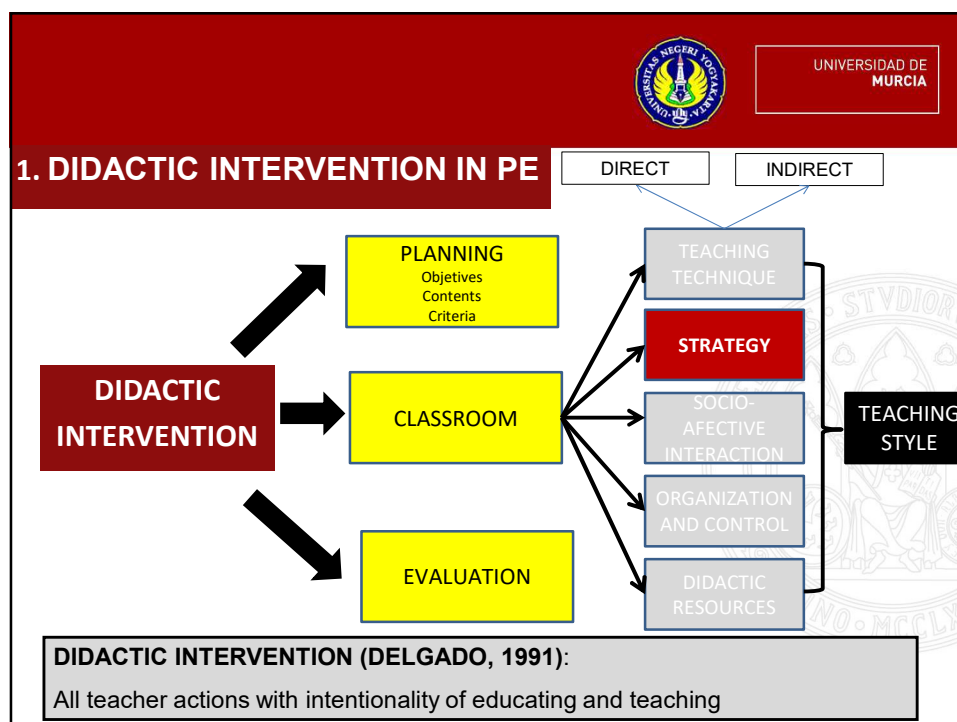 UNIVERSITAS NEGERI YOGYAKARTA
UNIVERSIDAD DE
MURCIA
1. DIDACTIC INTERVENTION IN PE
DIRECT
INDIRECT
PLANNING
Objetives
Contents
Criteria
TEACHING
TECHNIQUE
STRATEGY
DIDACTIC
INTERVENTION
CLASSROOM
SOCIO-
AFECTIVE
INTERACTION
TEACHING
STYLE
ORGANIZATION
AND CONTROL
EVALUATION
DIDACTIC
RESOURCES
DIDACTIC INTERVENTION (DELGADO, 1991):
All teacher actions with intentionality of educating and teaching